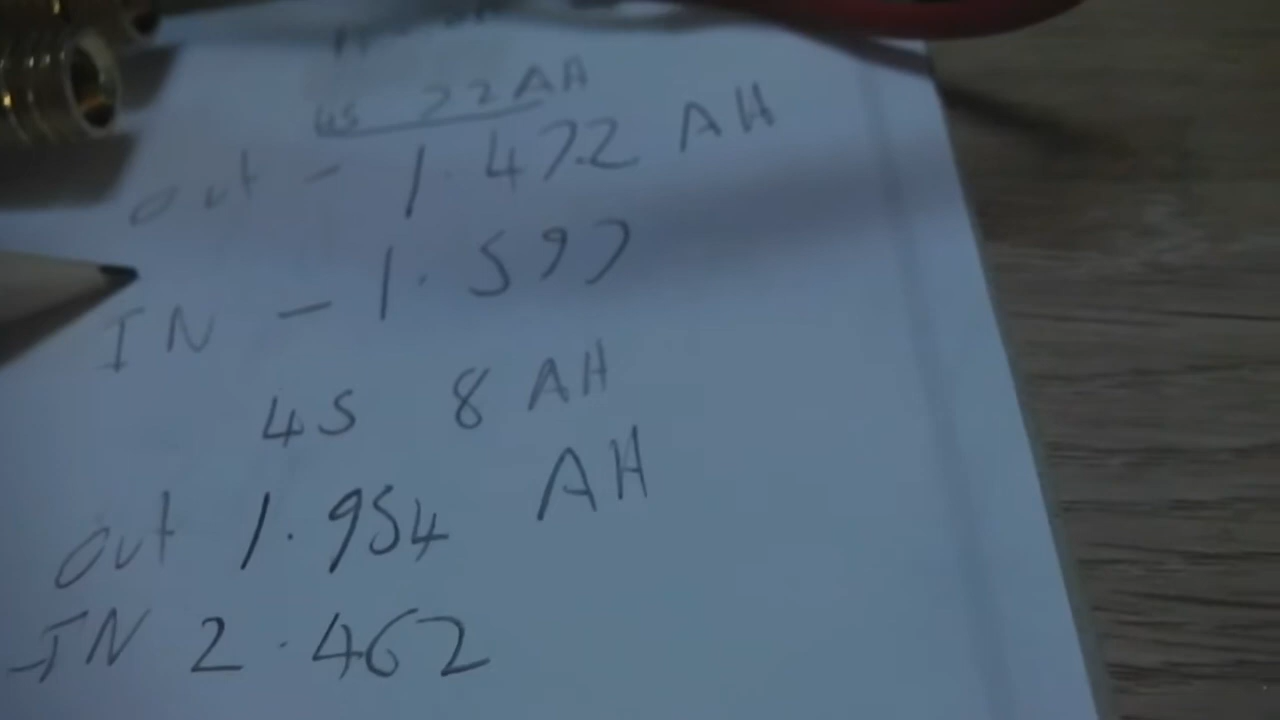 4S 22AH
out - 1.472 AH
IN - 1.597
4S 8 AH
out 1.954 AH
IN 2.462